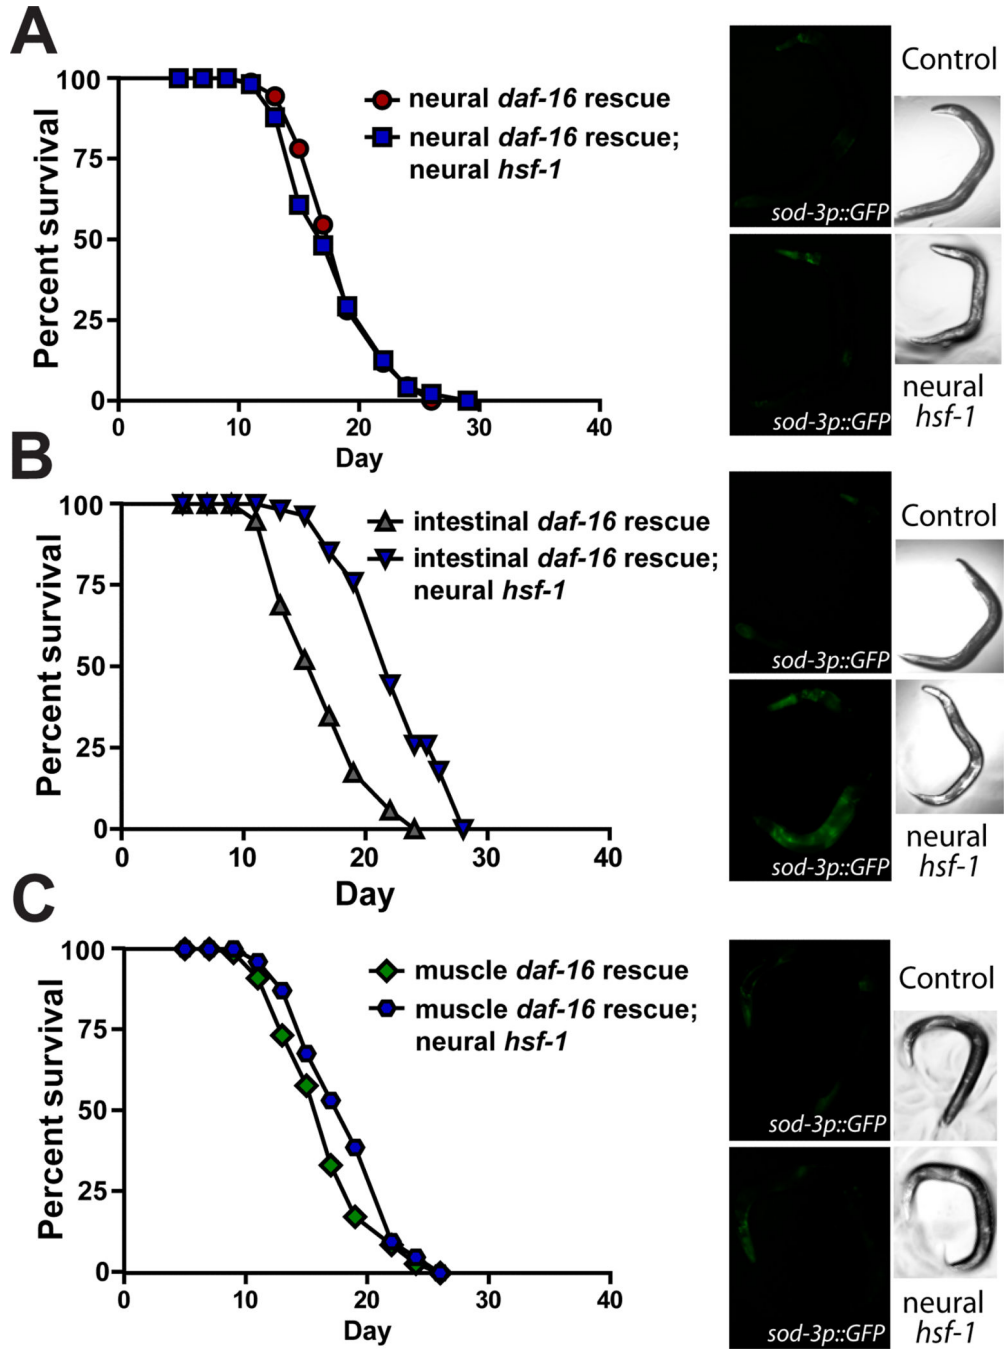 A
100
75
50
25
0
Percent survival
0 10 20 30 40
Day
neural daf-16 rescue
neural daf-16 rescue;
neural hsf-1
sod-3p::GFP
Control
sod-3p::GFP
neural
hsf-1
B
100
75
50
25
0
Percent survival
0 10 20 30 40
Day
intestinal daf-16 rescue
intestinal daf-16 rescue;
neural hsf-1
sod-3p::GFP
Control
sod-3p::GFP
neural
hsf-1
C
100
75
50
25
0
Percent survival
0 10 20 30 40
Day
muscle daf-16 rescue
muscle daf-16 rescue;
neural hsf-1
sod-3p::GFP
Control
sod-3p::GFP
neural
hsf-1